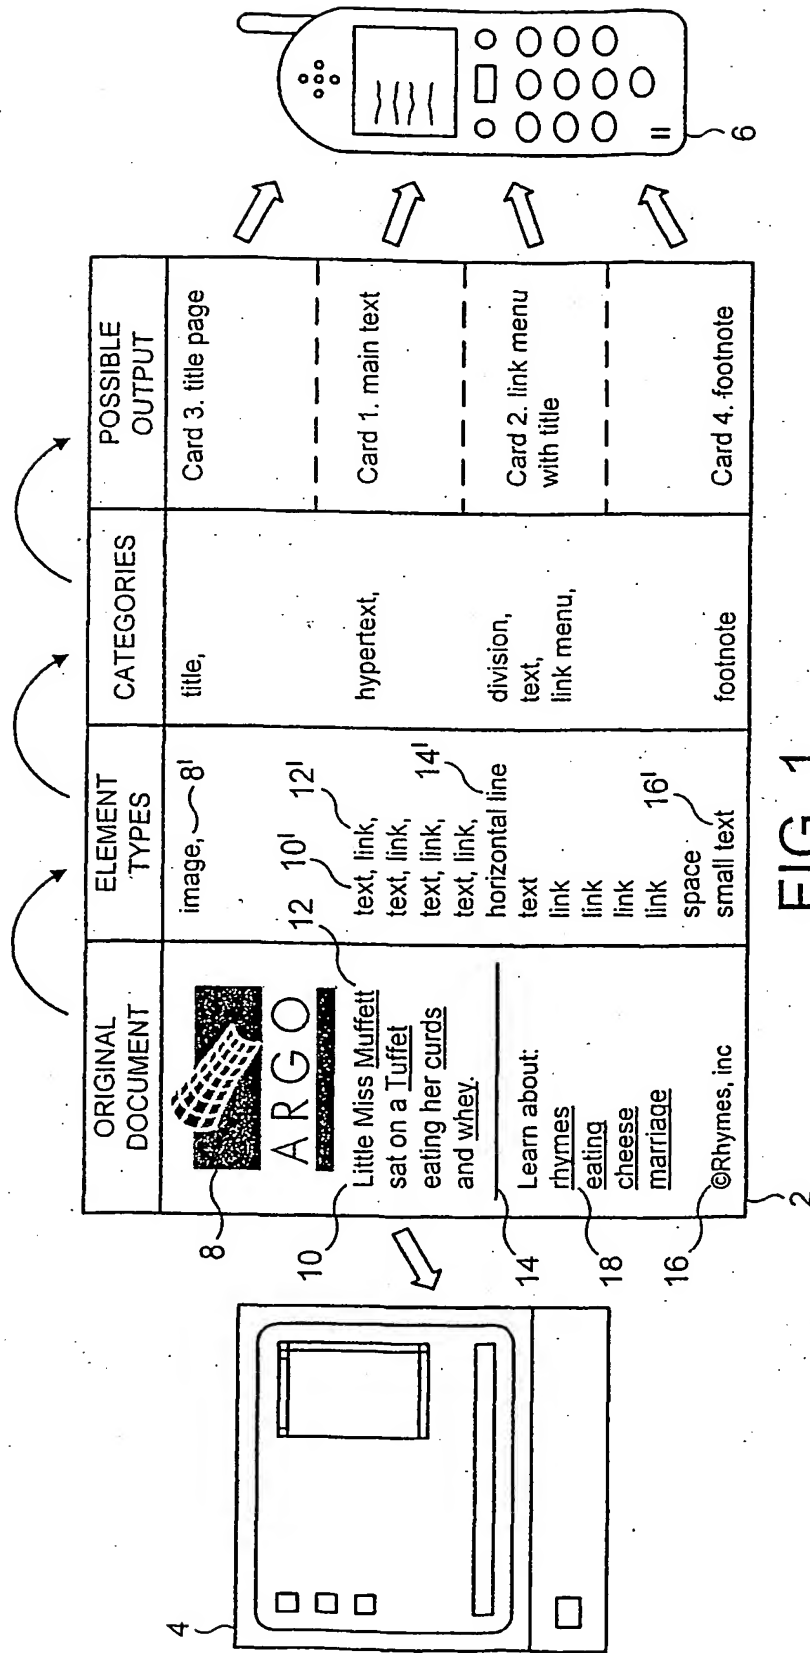 ORIGINAL
DOCUMENT
ELEMENT
TYPES
CATEGORIES
POSSIBLE
OUTPUT
8
ARGO
10
12
Little Miss Muffett
sat on a Tuffet
eating her curds
and whey.
14
Learn about:
rhymes
eating
cheese
marriage
18
16
©Rhymes, inc
2
image,
8'
10'
12'
text, link,
text, link,
text, link,
text, link,
14'
horizontal line
text
link
link
link
link
space
16'
small text
title,
hypertext,
division,
text,
link menu,
footnote
Card 3. title page
Card 1. main text
Card 2. link menu
with title
Card 4. footnote
4
6
FIG. 1